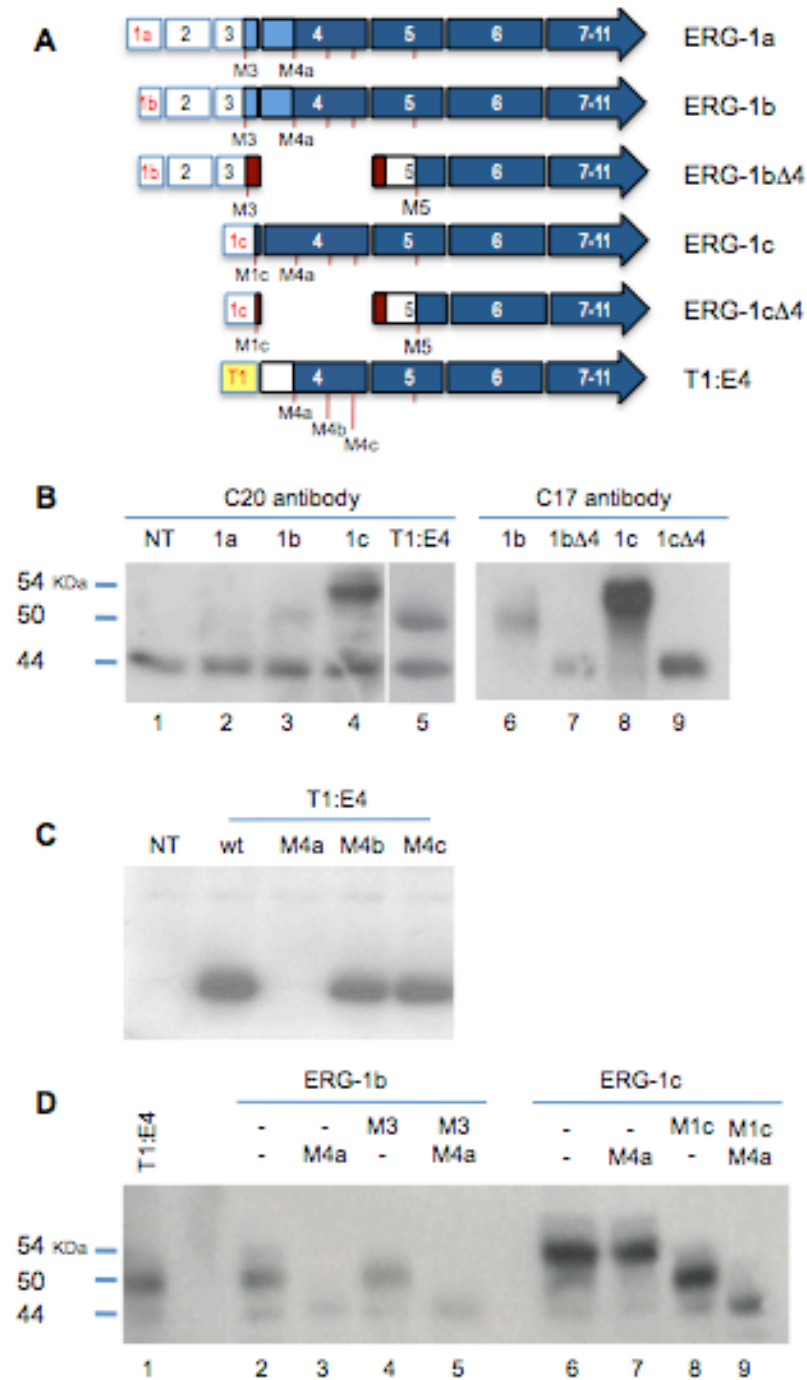 A
1a 2 3 4 5 6 7-11 ERG-1a
M3 M4a
1b 2 3 4 5 6 7-11 ERG-1b
M3 M4a
1b 2 3 5 6 7-11 ERG-1bΔ4
M3 M5
1c 4 5 6 7-11 ERG-1c
M1c M4a
1c 5 6 7-11 ERG-1cΔ4
M1c M5
T1 4 5 6 7-11 T1:E4
M4a
M4b
M4c
B
C20 antibody C17 antibody
NT 1a 1b 1c T1:E4 1b 1bΔ4 1c 1cΔ4
54 KDa
50
44
1 2 3 4 5 6 7 8 9
C
T1:E4
NT wt M4a M4b M4c
D
ERG-1b ERG-1c
T1:E4 - - M3 M3 - - M1c M1c
- M4a - M4a - M4a - M4a
54 KDa
50
44
1 2 3 4 5 6 7 8 9